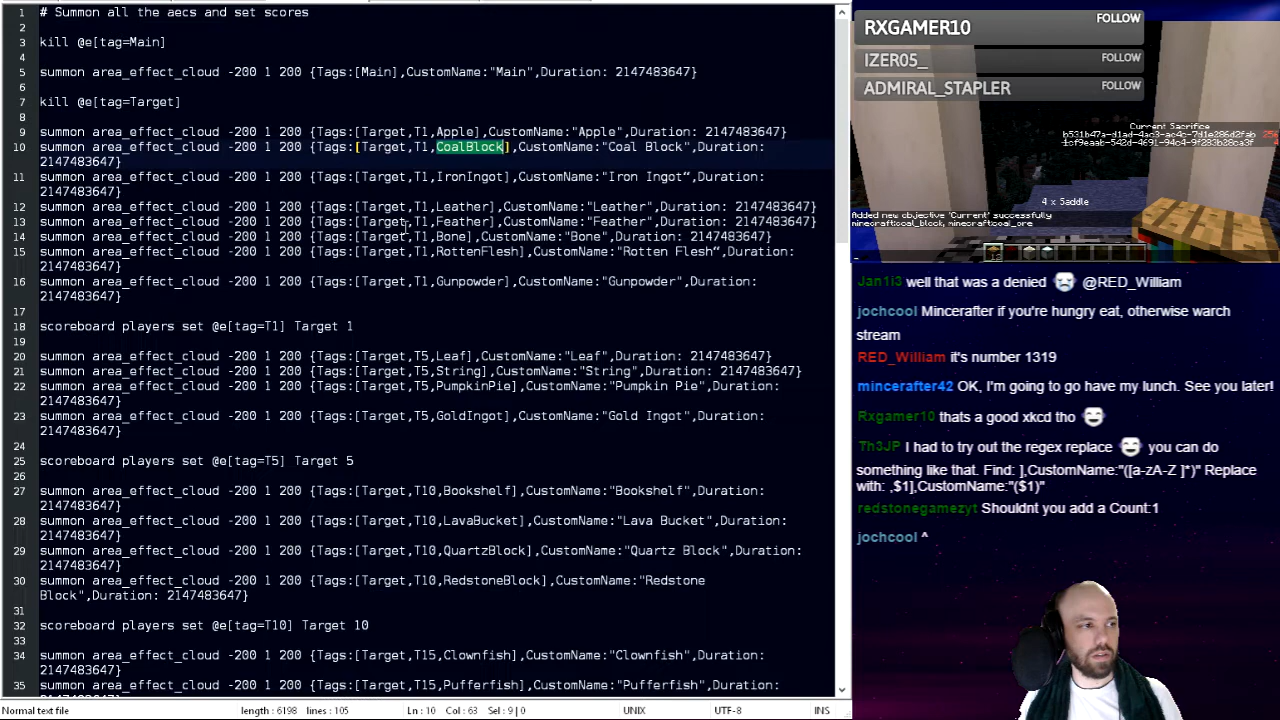 1 # Summon all the aecs and set scores
2
3 kill @e[tag=Main]
4
5 summon area_effect_cloud -200 1 200 {Tags:[Main],CustomName:"Main",Duration: 2147483647}
6
7 kill @e[tag=Target]
8
9 summon area_effect_cloud -200 1 200 {Tags:[Target,T1,Apple],CustomName:"Apple",Duration: 2147483647}
10 summon area_effect_cloud -200 1 200 {Tags:[Target,T1,CoalBlock],CustomName:"Coal Block",Duration:
2147483647}
11 summon area_effect_cloud -200 1 200 {Tags:[Target,T1,IronIngot],CustomName:"Iron Ingot“,Duration:
2147483647}
12 summon area_effect_cloud -200 1 200 {Tags:[Target,T1,Leather],CustomName:"Leather",Duration: 2147483647}
13 summon area_effect_cloud -200 1 200 {Tags:[Target,T1,Feather],CustomName:"Feather",Duration: 2147483647}
14 summon area_effect_cloud -200 1 200 {Tags:[Target,T1,Bone],CustomName:"Bone",Duration: 2147483647}
15 summon area_effect_cloud -200 1 200 {Tags:[Target,T1,RottenFlesh],CustomName:"Rotten Flesh“,Duration:
2147483647}
16 summon area_effect_cloud -200 1 200 {Tags:[Target,T1,Gunpowder],CustomName:"Gunpowder",Duration:
2147483647}
17
18 scoreboard players set @e[tag=T1] Target 1
19
20 summon area_effect_cloud -200 1 200 {Tags:[Target,T5,Leaf],CustomName:"Leaf",Duration: 2147483647}
21 summon area_effect_cloud -200 1 200 {Tags:[Target,T5,String],CustomName:"String",Duration: 2147483647}
22 summon area_effect_cloud -200 1 200 {Tags:[Target,T5,PumpkinPie],CustomName:"Pumpkin Pie",Duration:
2147483647}
23 summon area_effect_cloud -200 1 200 {Tags:[Target,T5,GoldIngot],CustomName:"Gold Ingot",Duration:
2147483647}
24
25 scoreboard players set @e[tag=T5] Target 5
26
27 summon area_effect_cloud -200 1 200 {Tags:[Target,T10,Bookshelf],CustomName:"Bookshelf",Duration:
2147483647}
28 summon area_effect_cloud -200 1 200 {Tags:[Target,T10,LavaBucket],CustomName:"Lava Bucket",Duration:
2147483647}
29 summon area_effect_cloud -200 1 200 {Tags:[Target,T10,QuartzBlock],CustomName:"Quartz Block",Duration:
2147483647}
30 summon area_effect_cloud -200 1 200 {Tags:[Target,T10,RedstoneBlock],CustomName:"Redstone
Block",Duration: 2147483647}
31
32 scoreboard players set @e[tag=T10] Target 10
33
34 summon area_effect_cloud -200 1 200 {Tags:[Target,T15,Clownfish],CustomName:"Clownfish",Duration:
2147483647}
35 summon area_effect_cloud -200 1 200 {Tags:[Target,T15,Pufferfish],CustomName:"Pufferfish",Duration:
Normal text file length : 6198 lines : 105 Ln : 10 Col : 63 Sel : 9 | 0 UNIX UTF-8 INS
RXGAMER10 FOLLOW
IZER05_ FOLLOW
ADMIRAL_STAPLER FOLLOW
Current Sacrifice
4 x Saddle
Added new objective 'Current' successfully
minecraft:coal_block, minecraft:coal_ore
Jan1i3 well that was a denied @RED_William
jochcool Mincerafter if you're hungry eat, otherwise warch
stream
RED_William it's number 1319
mincerafter42 OK, I'm going to go have my lunch. See you later!
Rxgamer10 thats a good xkcd tho
Th3JP I had to try out the regex replace you can do
something like that. Find: ],CustomName:"([a-zA-Z ]*)" Replace
with: ,$1],CustomName:"($1)"
redstonegamezyt Shouldnt you add a Count:1
jochcool ^